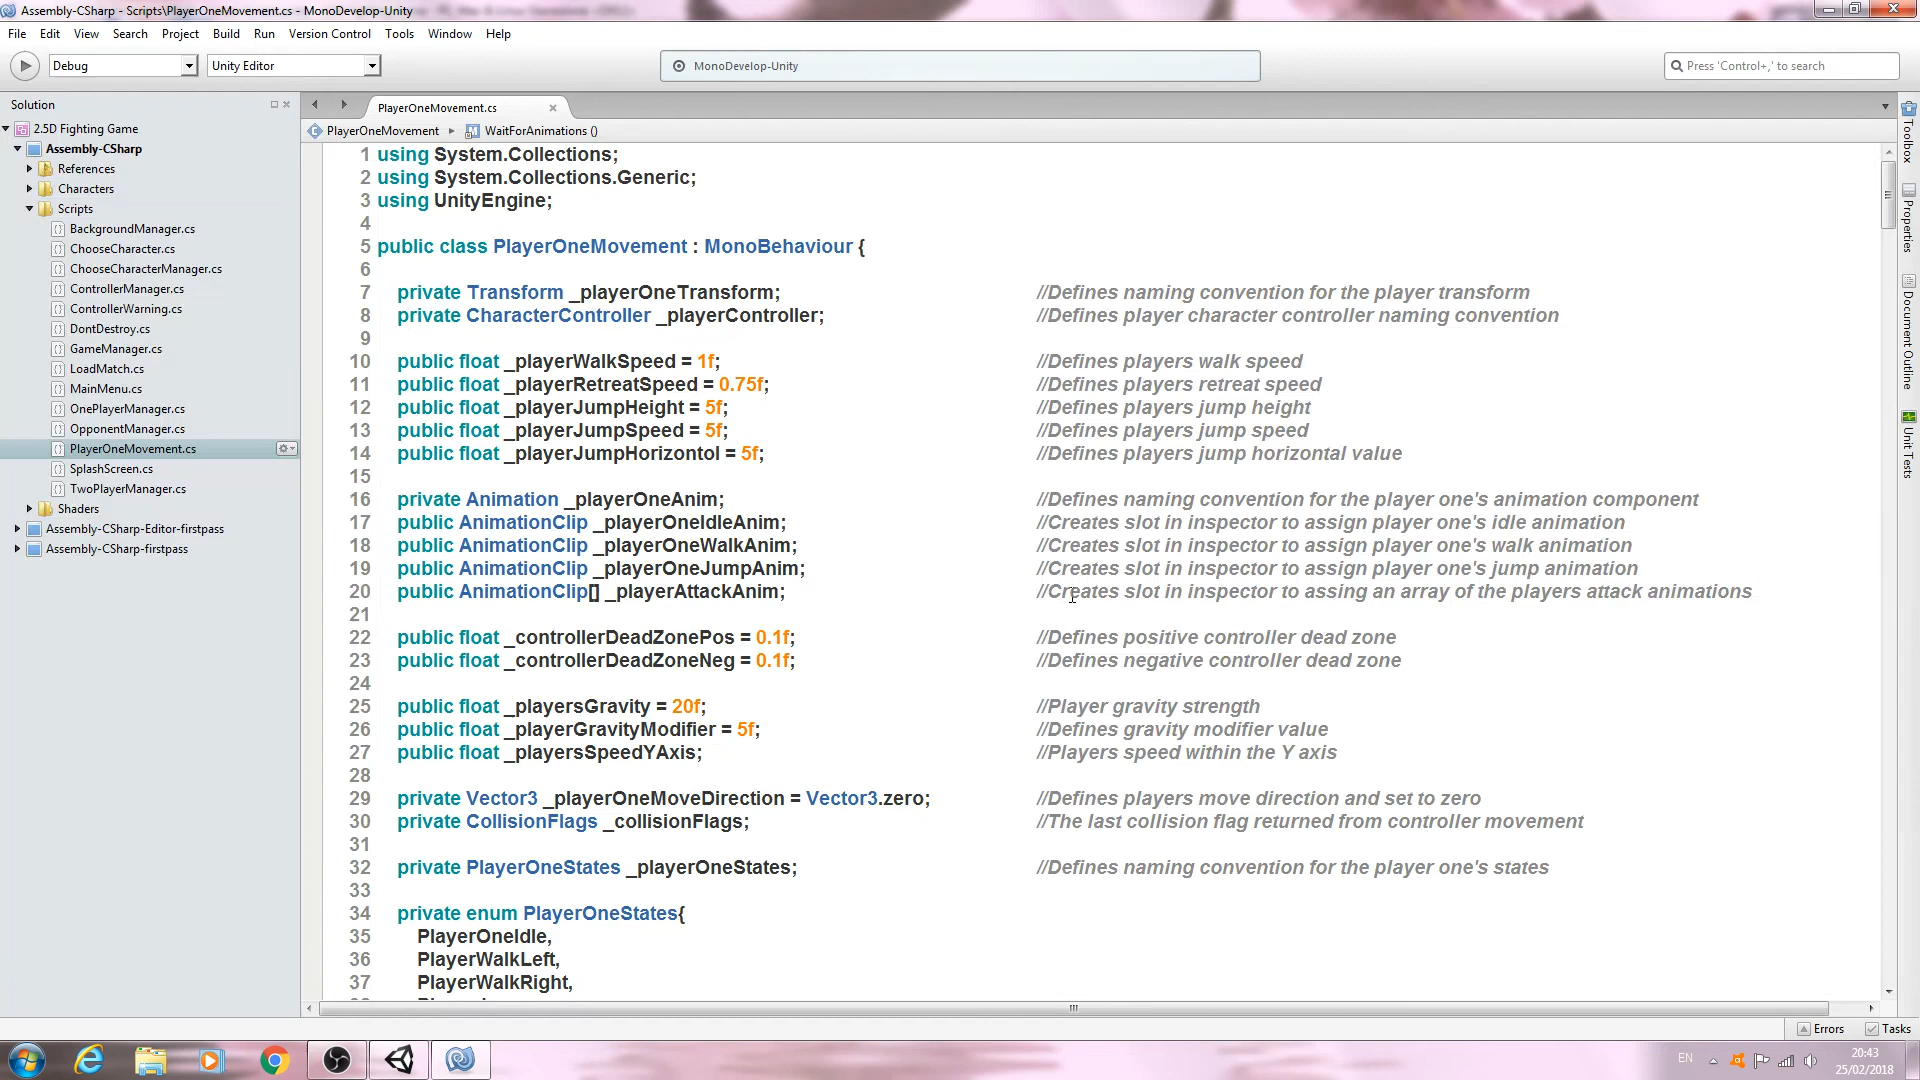 Assembly-CSharp - Scripts\PlayerOneMovement.cs - MonoDevelop-Unity
File Edit View Search Project Build Run Version Control Tools Window Help
Debug Unity Editor MonoDevelop-Unity Press 'Control+,' to search
Solution
2.5D Fighting Game
Assembly-CSharp
References
Characters
Scripts
BackgroundManager.cs
ChooseCharacter.cs
ChooseCharacterManager.cs
ControllerManager.cs
ControllerWarning.cs
DontDestroy.cs
GameManager.cs
LoadMatch.cs
MainMenu.cs
OnePlayerManager.cs
OpponentManager.cs
PlayerOneMovement.cs
SplashScreen.cs
TwoPlayerManager.cs
Shaders
Assembly-CSharp-Editor-firstpass
Assembly-CSharp-firstpass
PlayerOneMovement.cs
PlayerOneMovement WaitForAnimations ()
1 using System.Collections;
2 using System.Collections.Generic;
3 using UnityEngine;
4
5 public class PlayerOneMovement : MonoBehaviour {
6
7 private Transform _playerOneTransform; //Defines naming convention for the player transform
8 private CharacterController _playerController; //Defines player character controller naming convention
9
10 public float _playerWalkSpeed = 1f; //Defines players walk speed
11 public float _playerRetreatSpeed = 0.75f; //Defines players retreat speed
12 public float _playerJumpHeight = 5f; //Defines players jump height
13 public float _playerJumpSpeed = 5f; //Defines players jump speed
14 public float _playerJumpHorizontol = 5f; //Defines players jump horizontal value
15
16 private Animation _playerOneAnim; //Defines naming convention for the player one's animation component
17 public AnimationClip _playerOneIdleAnim; //Creates slot in inspector to assign player one's idle animation
18 public AnimationClip _playerOneWalkAnim; //Creates slot in inspector to assign player one's walk animation
19 public AnimationClip _playerOneJumpAnim; //Creates slot in inspector to assign player one's jump animation
20 public AnimationClip[] _playerAttackAnim; //Creates slot in inspector to assing an array of the players attack animations
21
22 public float _controllerDeadZonePos = 0.1f; //Defines positive controller dead zone
23 public float _controllerDeadZoneNeg = 0.1f; //Defines negative controller dead zone
24
25 public float _playersGravity = 20f; //Player gravity strength
26 public float _playerGravityModifier = 5f; //Defines gravity modifier value
27 public float _playersSpeedYAxis; //Players speed within the Y axis
28
29 private Vector3 _playerOneMoveDirection = Vector3.zero; //Defines players move direction and set to zero
30 private CollisionFlags _collisionFlags; //The last collision flag returned from controller movement
31
32 private PlayerOneStates _playerOneStates; //Defines naming convention for the player one's states
33
34 private enum PlayerOneStates{
35 PlayerOneIdle,
36 PlayerWalkLeft,
37 PlayerWalkRight,
Toolbox
Properties
Document Outline
Unit Tests
Errors Tasks
EN
20:43
25/02/2018